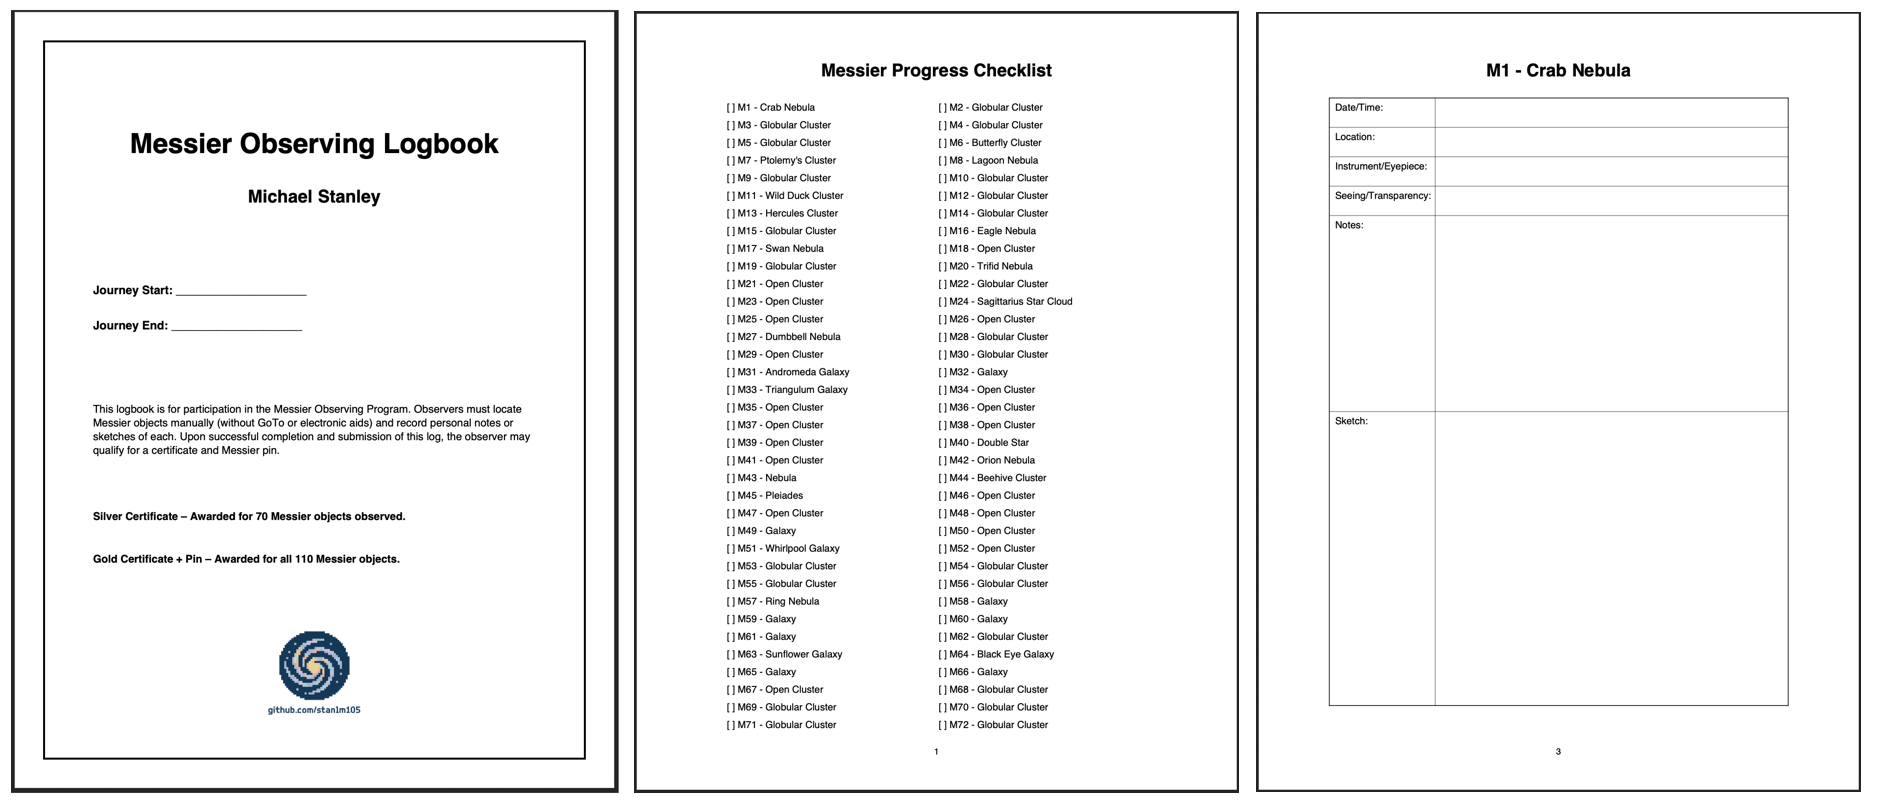 Messier Observing Logbook
Michael Stanley
Journey Start: ____________________
Journey End: ____________________
This logbook is for participation in the Messier Observing Program. Observers must locate
Messier objects manually (without GoTo or electronic aids) and record personal notes or
sketches of each. Upon successful completion and submission of this log, the observer may
qualify for a certificate and Messier pin.
Silver Certificate – Awarded for 70 Messier objects observed.
Gold Certificate + Pin – Awarded for all 110 Messier objects.
github.com/stan1m105
Messier Progress Checklist
[ ] M1 - Crab Nebula [ ] M2 - Globular Cluster
[ ] M3 - Globular Cluster [ ] M4 - Globular Cluster
[ ] M5 - Globular Cluster [ ] M6 - Butterfly Cluster
[ ] M7 - Ptolemy's Cluster [ ] M8 - Lagoon Nebula
[ ] M9 - Globular Cluster [ ] M10 - Globular Cluster
[ ] M11 - Wild Duck Cluster [ ] M12 - Globular Cluster
[ ] M13 - Hercules Cluster [ ] M14 - Globular Cluster
[ ] M15 - Globular Cluster [ ] M16 - Eagle Nebula
[ ] M17 - Swan Nebula [ ] M18 - Open Cluster
[ ] M19 - Globular Cluster [ ] M20 - Trifid Nebula
[ ] M21 - Open Cluster [ ] M22 - Globular Cluster
[ ] M23 - Open Cluster [ ] M24 - Sagittarius Star Cloud
[ ] M25 - Open Cluster [ ] M26 - Open Cluster
[ ] M27 - Dumbbell Nebula [ ] M28 - Globular Cluster
[ ] M29 - Open Cluster [ ] M30 - Globular Cluster
[ ] M31 - Andromeda Galaxy [ ] M32 - Galaxy
[ ] M33 - Triangulum Galaxy [ ] M34 - Open Cluster
[ ] M35 - Open Cluster [ ] M36 - Open Cluster
[ ] M37 - Open Cluster [ ] M38 - Open Cluster
[ ] M39 - Open Cluster [ ] M40 - Double Star
[ ] M41 - Open Cluster [ ] M42 - Orion Nebula
[ ] M43 - Nebula [ ] M44 - Beehive Cluster
[ ] M45 - Pleiades [ ] M46 - Open Cluster
[ ] M47 - Open Cluster [ ] M48 - Open Cluster
[ ] M49 - Galaxy [ ] M50 - Open Cluster
[ ] M51 - Whirlpool Galaxy [ ] M52 - Open Cluster
[ ] M53 - Globular Cluster [ ] M54 - Globular Cluster
[ ] M55 - Globular Cluster [ ] M56 - Globular Cluster
[ ] M57 - Ring Nebula [ ] M58 - Galaxy
[ ] M59 - Galaxy [ ] M60 - Galaxy
[ ] M61 - Galaxy [ ] M62 - Globular Cluster
[ ] M63 - Sunflower Galaxy [ ] M64 - Black Eye Galaxy
[ ] M65 - Galaxy [ ] M66 - Galaxy
[ ] M67 - Open Cluster [ ] M68 - Globular Cluster
[ ] M69 - Globular Cluster [ ] M70 - Globular Cluster
[ ] M71 - Globular Cluster [ ] M72 - Globular Cluster
1
M1 - Crab Nebula
Date/Time:
Location:
Instrument/Eyepiece:
Seeing/Transparency:
Notes:
Sketch:
3